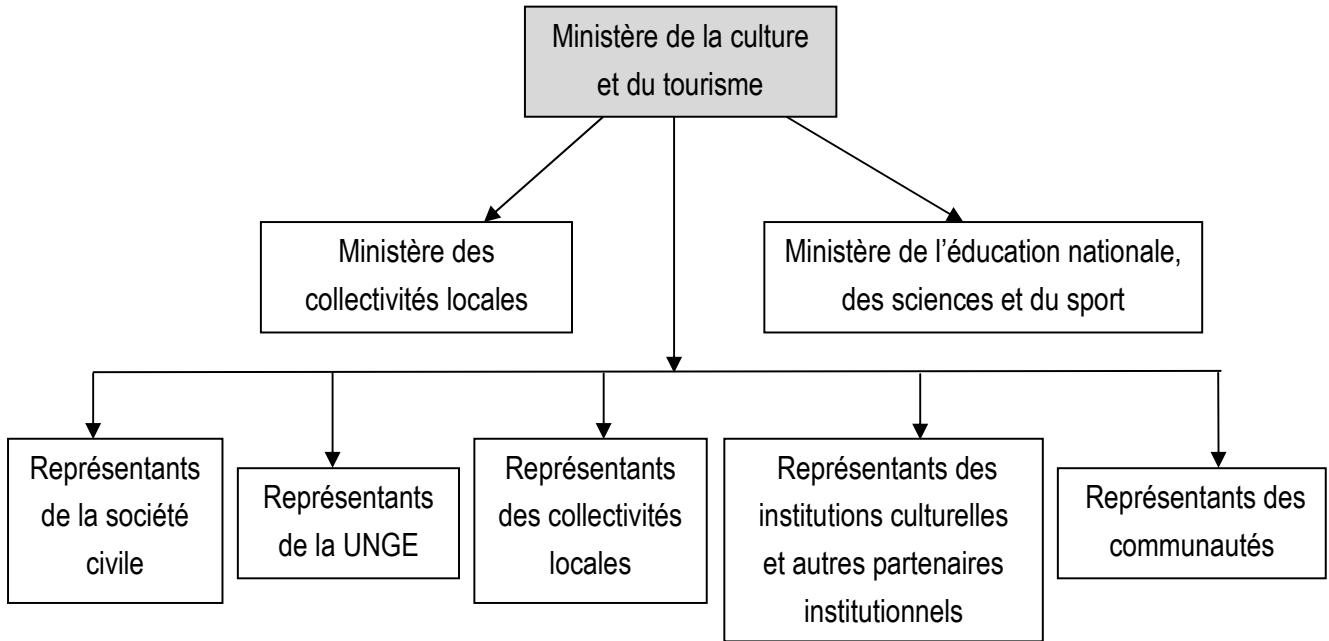 Ministère de la culture
et du tourisme
Ministère des
collectivités locales
Ministère de l’éducation nationale,
des sciences et du sport
Représentants
de la société
civile
Représentants
de la UNGE
Représentants
des collectivités
locales
Représentants des
institutions culturelles
et autres partenaires
institutionnels
Représentants des
communautés